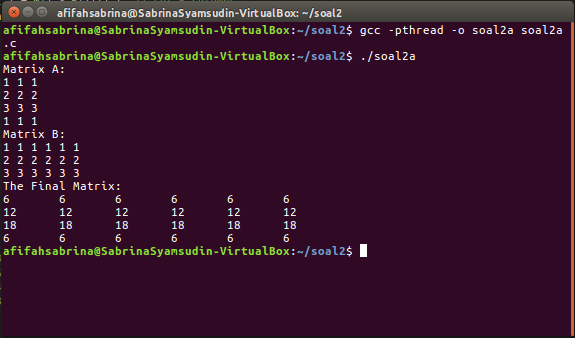 afifahsabrina@SabrinaSyamsudin-VirtualBox: ~/soal2
afifahsabrina@SabrinaSyamsudin-VirtualBox:~/soal2$ gcc -pthread -o soal2a soal2a
.c
afifahsabrina@SabrinaSyamsudin-VirtualBox:~/soal2$ ./soal2a
Matrix A:
1 1 1
2 2 2
3 3 3
1 1 1
Matrix B:
1 1 1 1 1 1
2 2 2 2 2 2
3 3 3 3 3 3
The Final Matrix:
6 6 6 6 6 6
12 12 12 12 12 12
18 18 18 18 18 18
6 6 6 6 6 6
afifahsabrina@SabrinaSyamsudin-VirtualBox:~/soal2$